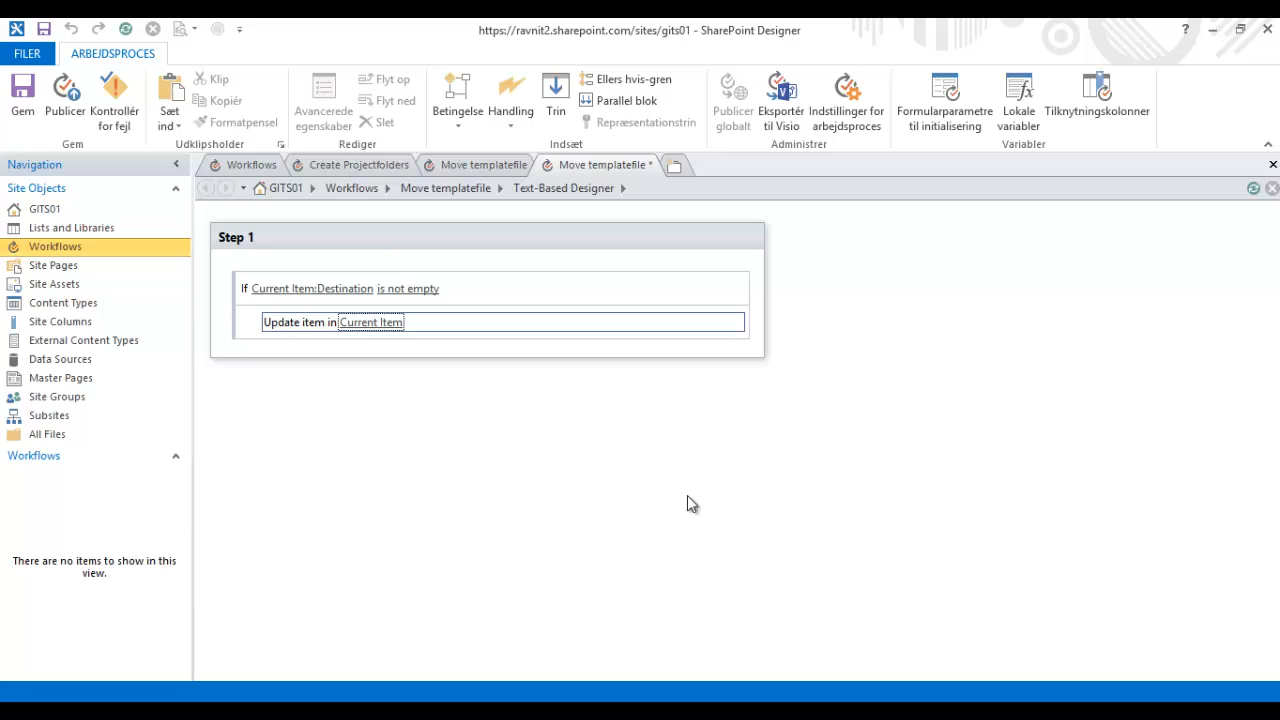 https://ravnit2.sharepoint.com/sites/gits01 - SharePoint Designer
?
FILER
ARBEJDSPROCES
Gem
Publicer
Kontrollér for fejl
Gem
Sæt ind
Klip
Kopiér
Formatpensel
Udklipsholder
Avancerede egenskaber
Flyt op
Flyt ned
Slet
Rediger
Betingelse
Handling
Trin
Ellers hvis-gren
Parallel blok
Repræsentationstrin
Indsæt
Publicer globalt
Eksportér til Visio
Indstillinger for arbejdsproces
Administrer
Formularparametre til initialisering
Lokale variabler
Tilknytningskolonner
Variabler
Navigation
Workflows
Create Projectfolders
Move templatefile
Move templatefile *
GITS01
Workflows
Move templatefile
Text-Based Designer
Site Objects
GITS01
Lists and Libraries
Workflows
Site Pages
Site Assets
Content Types
Site Columns
External Content Types
Data Sources
Master Pages
Site Groups
Subsites
All Files
Workflows
There are no items to show in this
view.
Step 1
If Current Item:Destination is not empty
Update item in Current Item